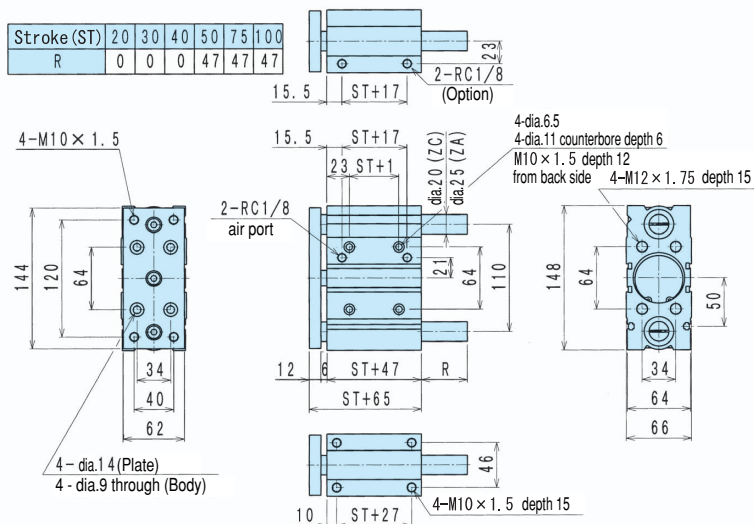 Stroke(ST) 20 30 40 50 75 100
R 0 0 0 47 47 47
23
2-RC1/8
(Option)
15.5 ST+17
4-dia.6.5
4-dia.11 counterbore depth 6
M10×1.5 depth 12
from back side
4-M10×1.5
15.5 ST+17
23 ST+1
dia.20 (ZC)
dia.25 (ZA)
4-M12×1.75 depth 15
2-RC1/8
air port
144
120
64
21
64
110
148
64
50
34
40
62
12 6 ST+47 R
ST+65
34
64
66
4-dia.14(Plate)
4-dia.9 through (Body)
46
4-M10×1.5 depth 15
10 ST+27